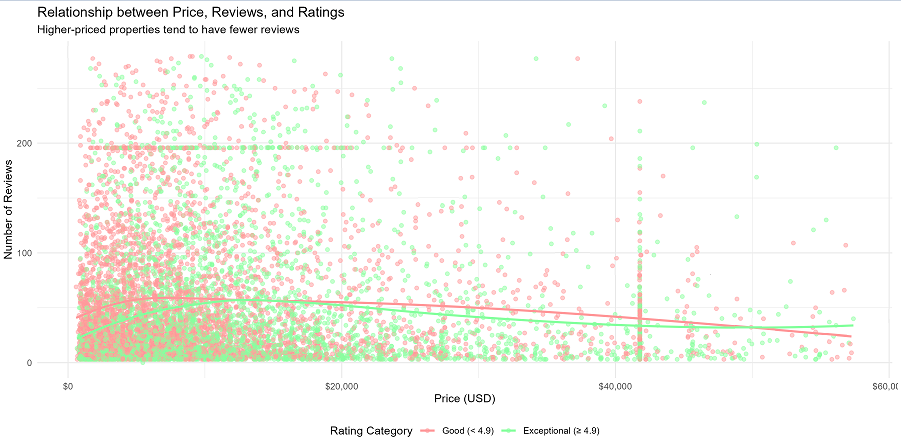 Relationship between Price, Reviews, and Ratings
Higher-priced properties tend to have fewer reviews
Number of Reviews
200
100
0
$0
$20,000
$40,000
$60,00
Price (USD)
Rating Category
Good (< 4.9)
Exceptional (≥ 4.9)